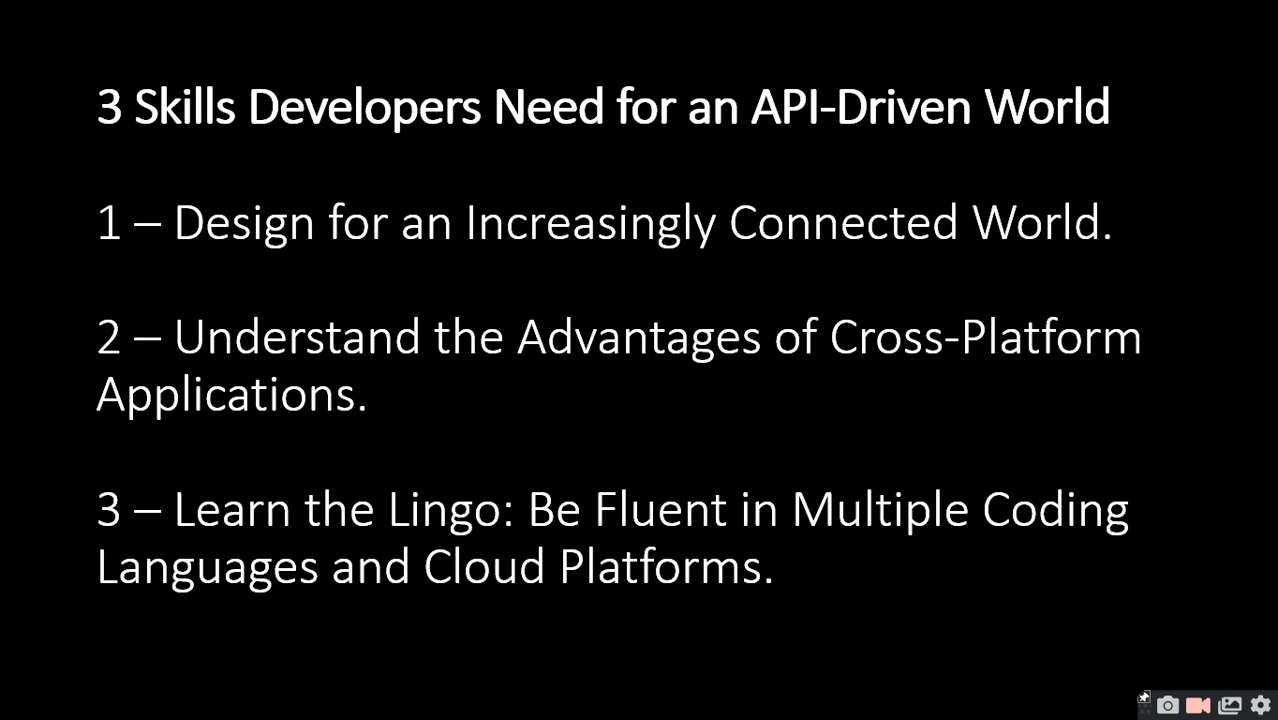 3 Skills Developers Need for an API-Driven World
1 – Design for an Increasingly Connected World.
2 – Understand the Advantages of Cross-Platform
Applications.
3 – Learn the Lingo: Be Fluent in Multiple Coding
Languages and Cloud Platforms.